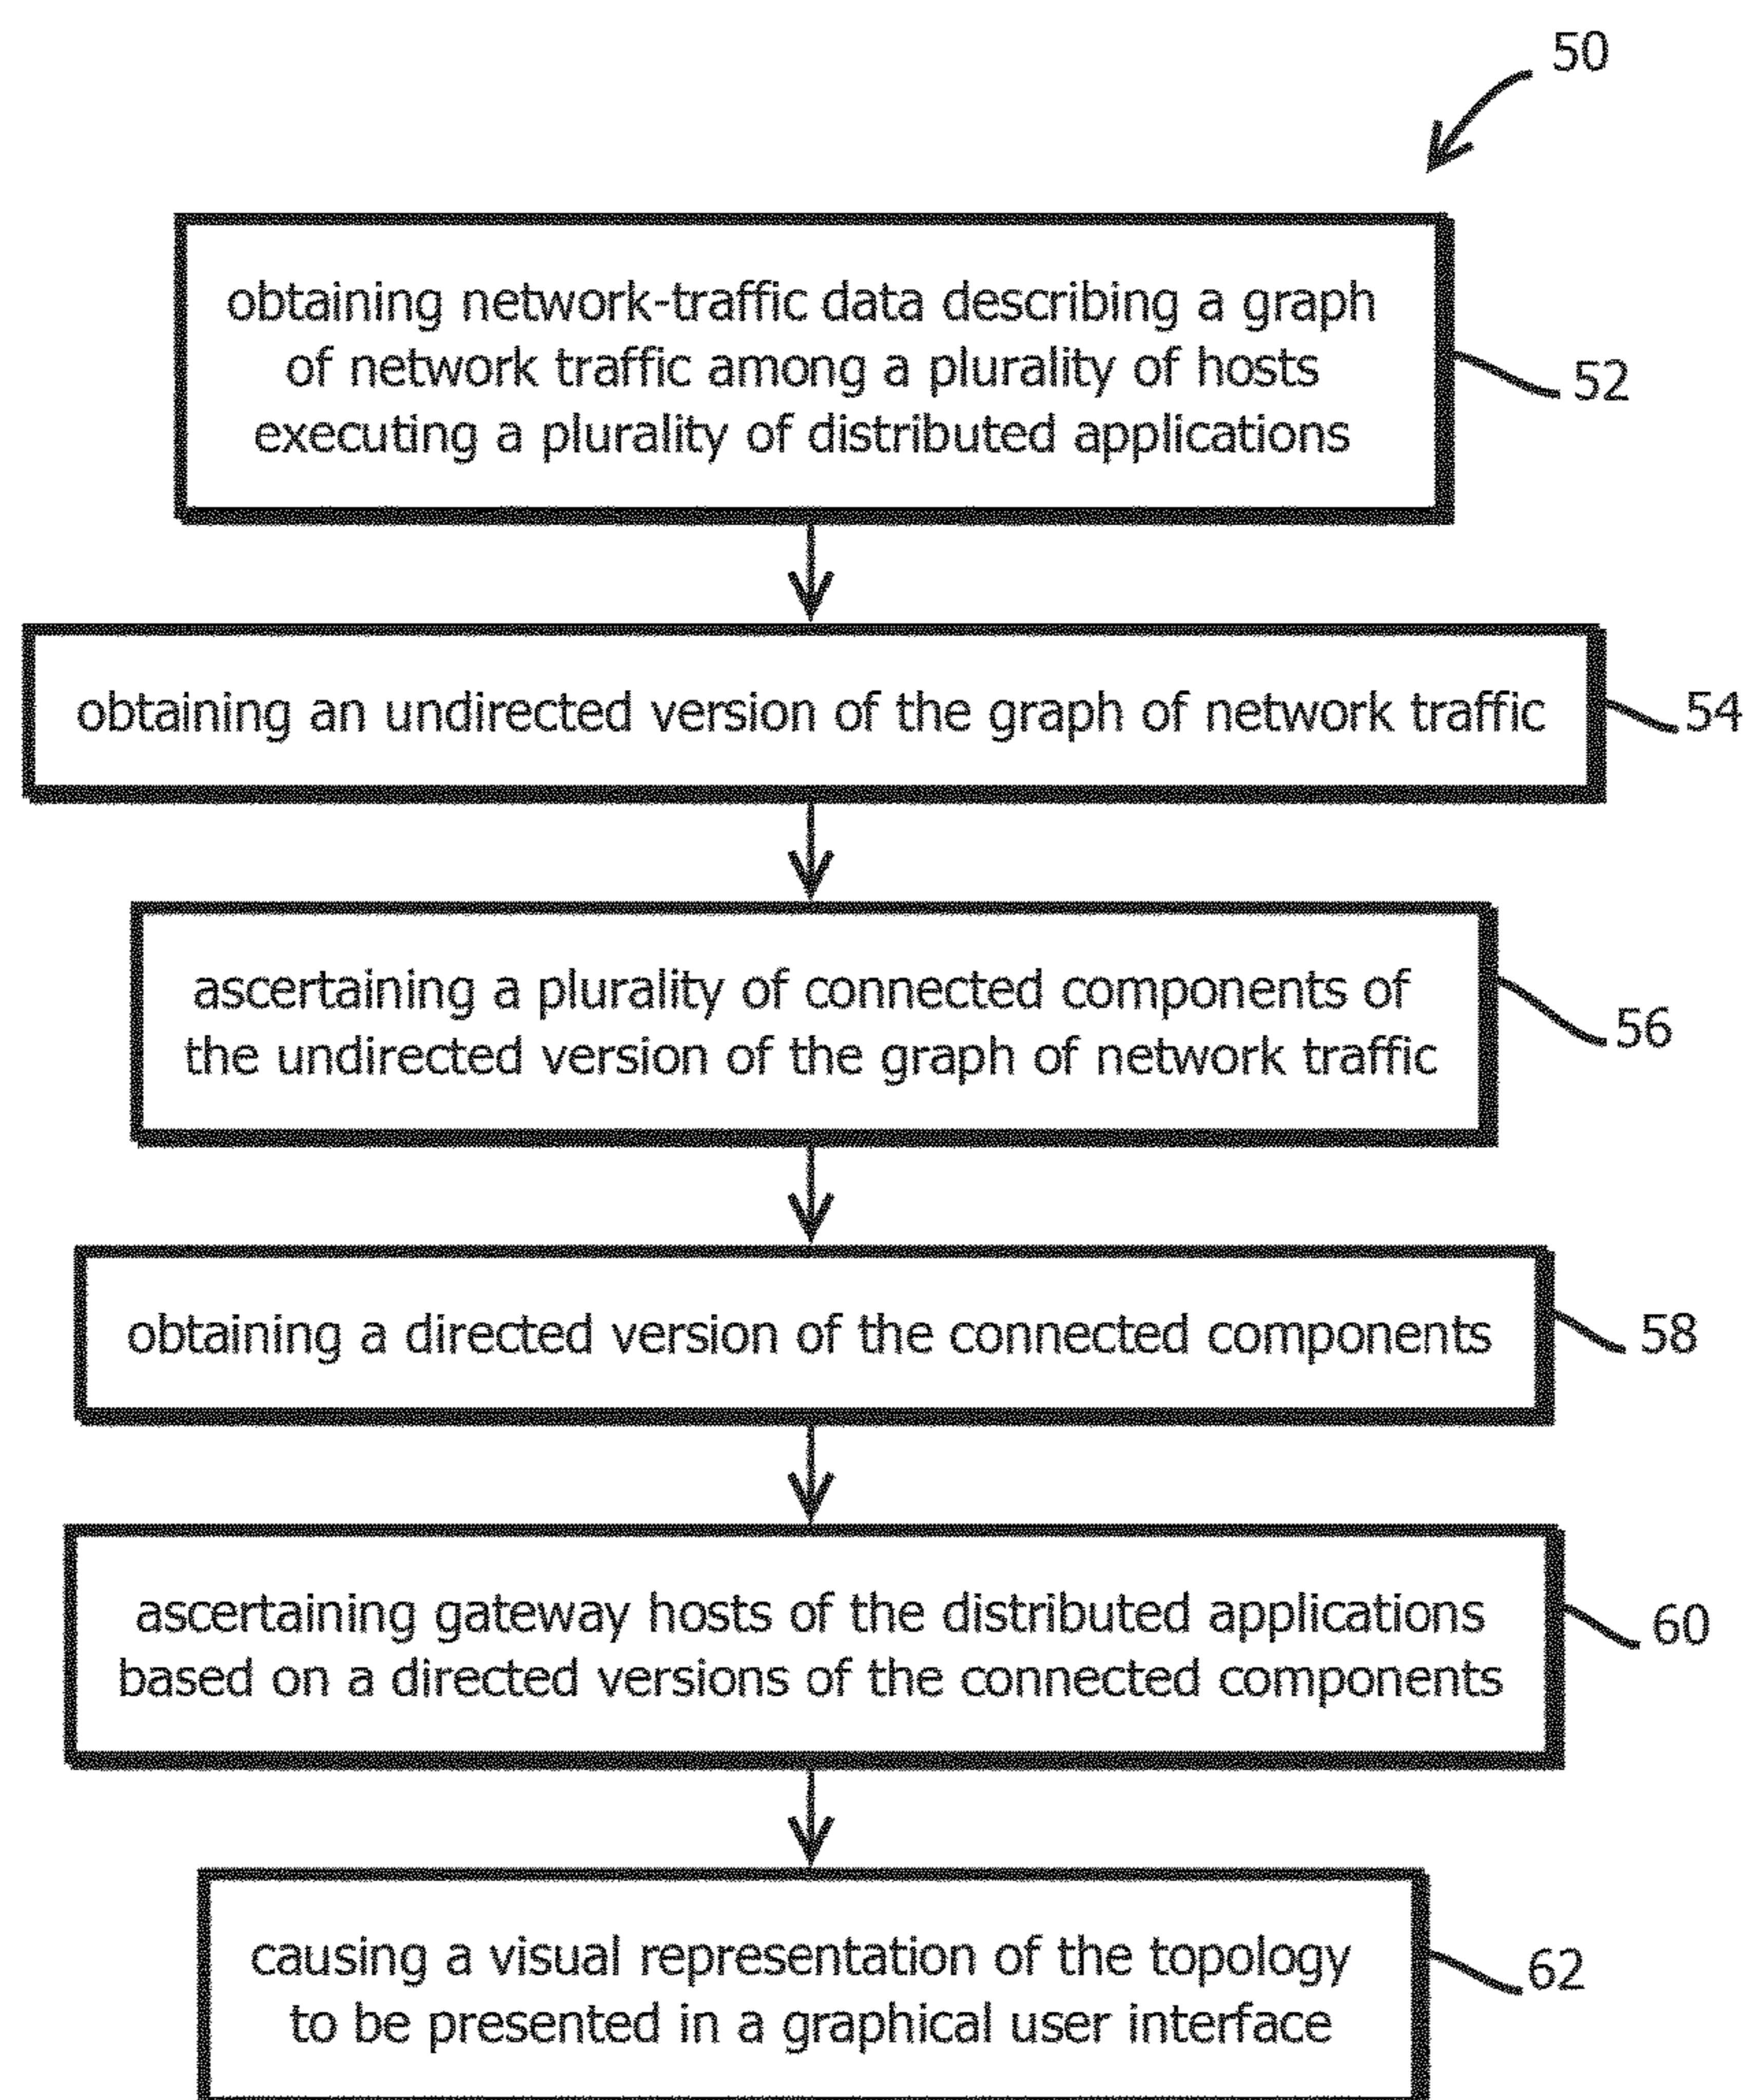 50
obtaining network-traffic data describing a graph
of network traffic among a plurality of hosts
executing a plurality of distributed applications
52
obtaining an undirected version of the graph of network traffic
54
ascertaining a plurality of connected components of
the undirected version of the graph of network traffic
56
obtaining a directed version of the connected components
58
ascertaining gateway hosts of the distributed applications
based on a directed versions of the connected components
60
causing a visual representation of the topology
to be presented in a graphical user interface
62